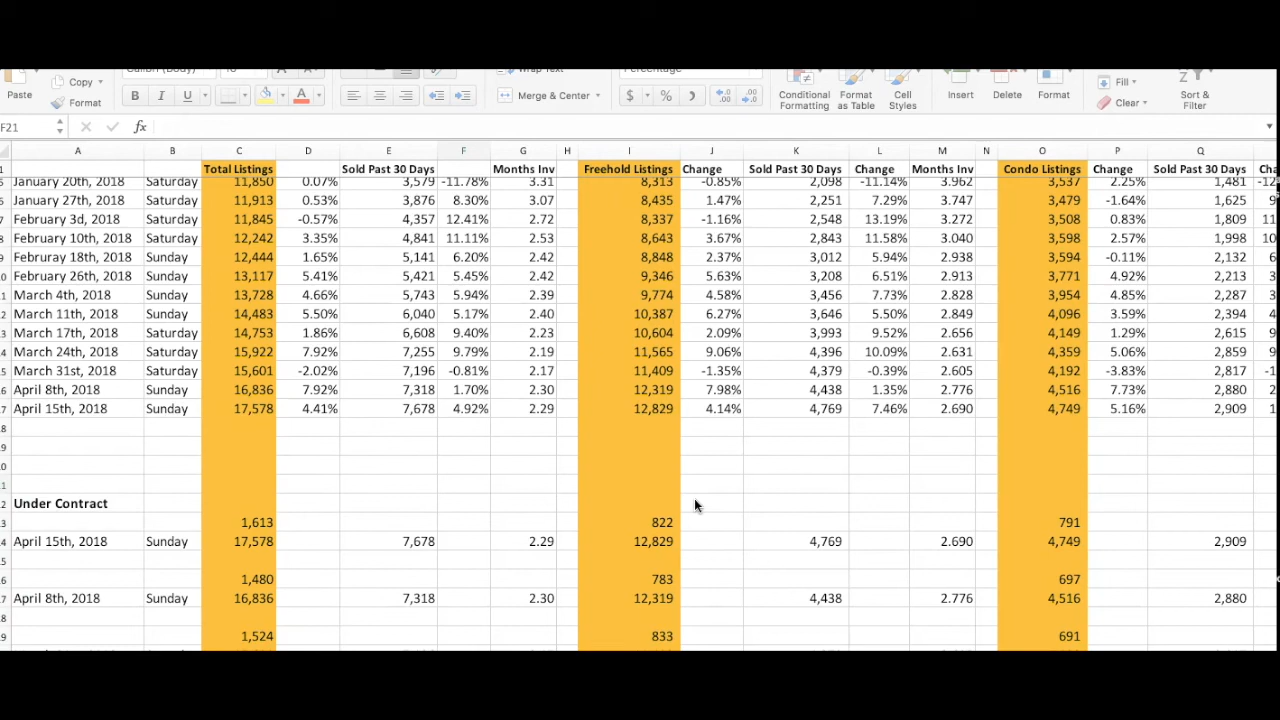 Copy
Wrap Text
Percentage
Paste Format B I U A Merge & Center $ % Conditional Formatting Format as Table Cell Styles Insert Delete Format Fill Clear Sort & Filter
F21 fx
A B C D E F G H I J K L M N O P Q
Total Listings Sold Past 30 Days Months Inv Freehold Listings Change Sold Past 30 Days Change Months Inv Condo Listings Change Sold Past 30 Days
January 20th, 2018 Saturday 11,850 0.07% 3,579 -11.78% 3.31 8,313 -0.85% 2,098 -11.14% 3.962 3,537 2.25% 1,481
January 27th, 2018 Saturday 11,913 0.53% 3,876 8.30% 3.07 8,435 1.47% 2,251 7.29% 3.747 3,479 -1.64% 1,625
February 3d, 2018 Saturday 11,845 -0.57% 4,357 12.41% 2.72 8,337 -1.16% 2,548 13.19% 3.272 3,508 0.83% 1,809
February 10th, 2018 Saturday 12,242 3.35% 4,841 11.11% 2.53 8,643 3.67% 2,843 11.58% 3.040 3,598 2.57% 1,998
Februray 18th, 2018 Sunday 12,444 1.65% 5,141 6.20% 2.42 8,848 2.37% 3,012 5.94% 2.938 3,594 -0.11% 2,132
February 26th, 2018 Sunday 13,117 5.41% 5,421 5.45% 2.42 9,346 5.63% 3,208 6.51% 2.913 3,771 4.92% 2,213
March 4th, 2018 Sunday 13,728 4.66% 5,743 5.94% 2.39 9,774 4.58% 3,456 7.73% 2.828 3,954 4.85% 2,287
March 11th, 2018 Sunday 14,483 5.50% 6,040 5.17% 2.40 10,387 6.27% 3,646 5.50% 2.849 4,096 3.59% 2,394
March 17th, 2018 Saturday 14,753 1.86% 6,608 9.40% 2.23 10,604 2.09% 3,993 9.52% 2.656 4,149 1.29% 2,615
March 24th, 2018 Saturday 15,922 7.92% 7,255 9.79% 2.19 11,565 9.06% 4,396 10.09% 2.631 4,359 5.06% 2,859
March 31st, 2018 Saturday 15,601 -2.02% 7,196 -0.81% 2.17 11,409 -1.35% 4,379 -0.39% 2.605 4,192 -3.83% 2,817
April 8th, 2018 Sunday 16,836 7.92% 7,318 1.70% 2.30 12,319 7.98% 4,438 1.35% 2.776 4,516 7.73% 2,880
April 15th, 2018 Sunday 17,578 4.41% 7,678 4.92% 2.29 12,829 4.14% 4,769 7.46% 2.690 4,749 5.16% 2,909
Under Contract
1,613 822 791
April 15th, 2018 Sunday 17,578 7,678 2.29 12,829 4,769 2.690 4,749 2,909
1,480 783 697
April 8th, 2018 Sunday 16,836 7,318 2.30 12,319 4,438 2.776 4,516 2,880
1,524 833 691